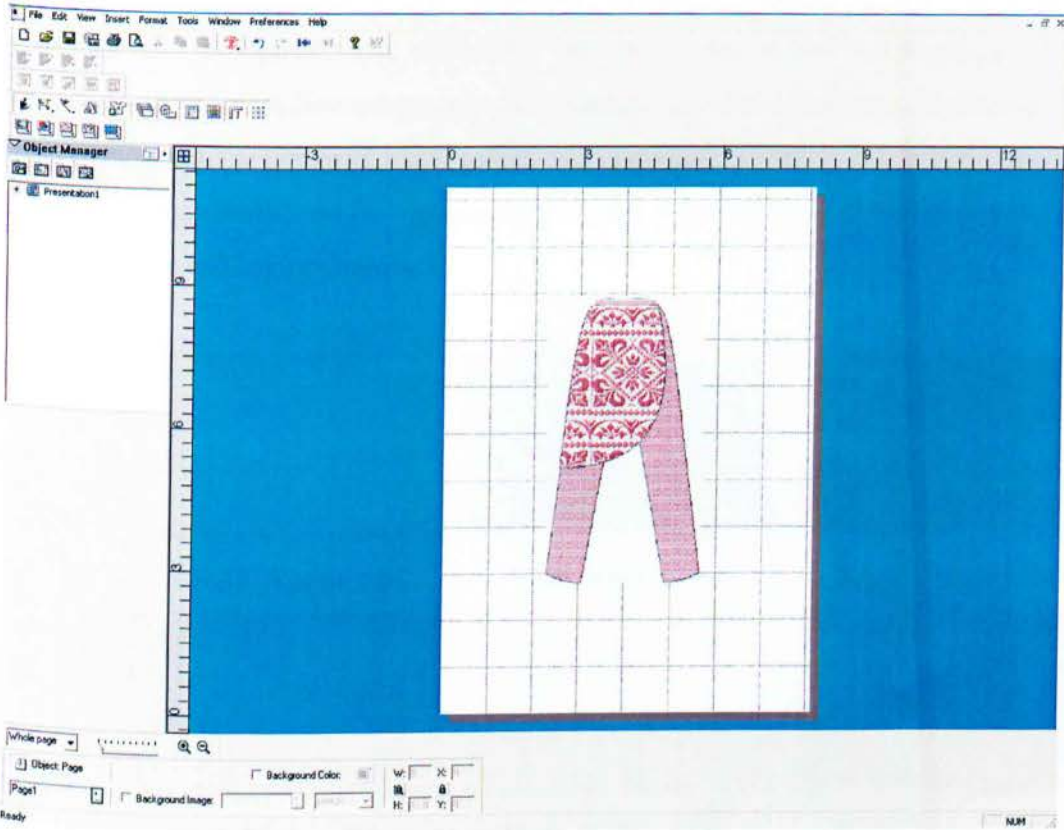 File Edit View Insert Format Tools Window Preferences Help
Object Manager
3 0 3 6 9 12
Presentation1
9
6
3
0
Whole page
Object: Page
Background Color:
W: X:
Page1
Background Image:
H: Y:
Ready
NUM